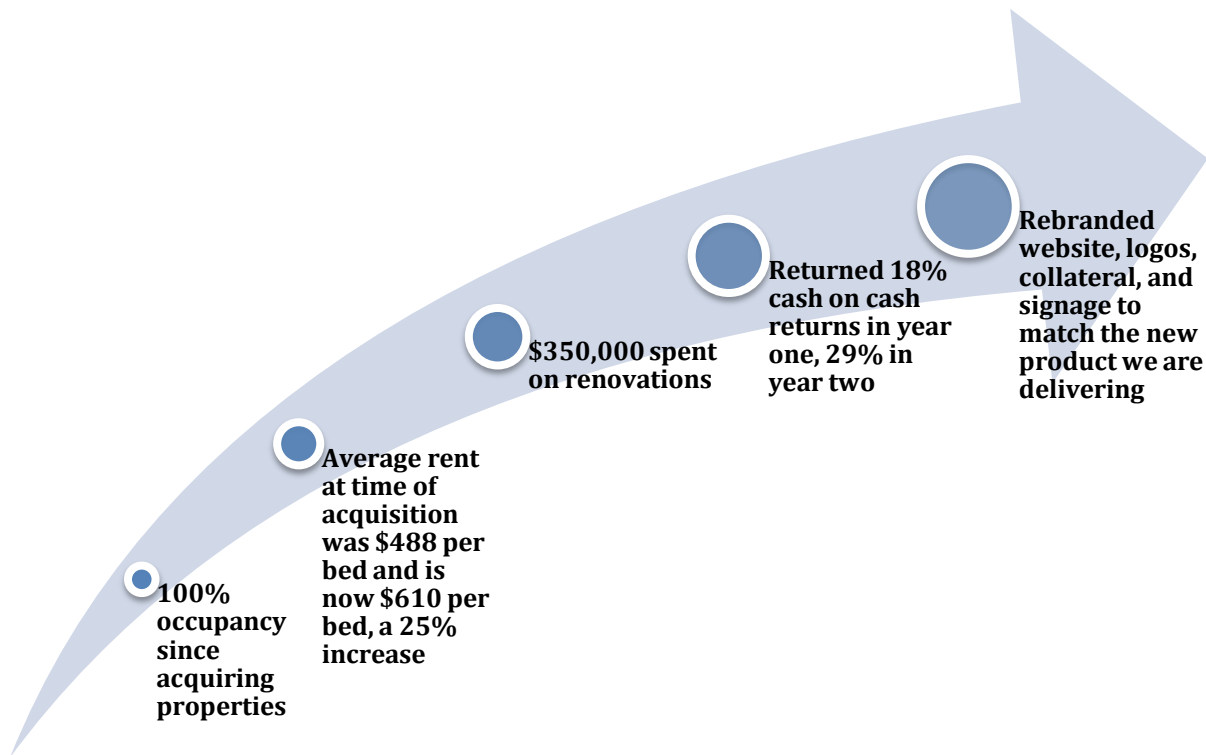 100%
occupancy
since
acquiring
properties
Average rent
at time of
acquisition
was $488 per
bed and is
now $610 per
bed, a 25%
increase
$350,000 spent
on renovations
Returned 18%
cash on cash
returns in year
one, 29% in
year two
Rebranded
website, logos,
collateral, and
signage to
match the new
product we are
delivering